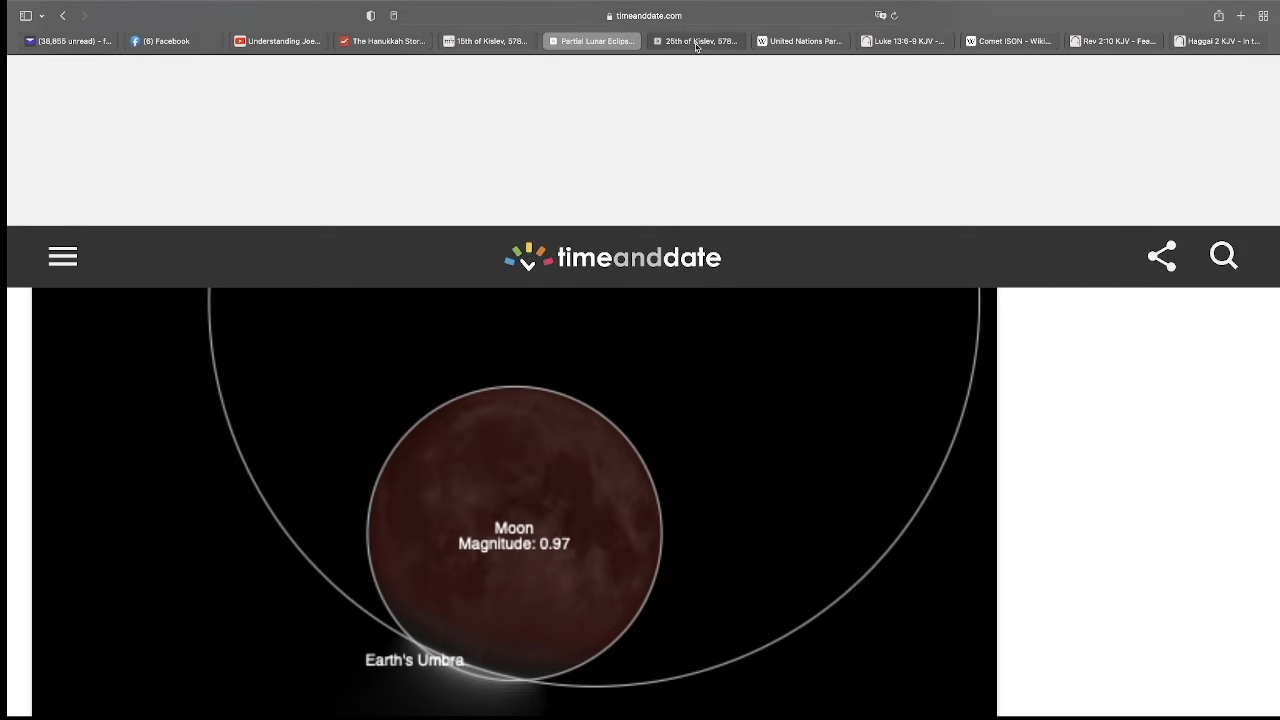 timeanddate.com
(38,855 unread) - f...
(6) Facebook
Understanding Joe...
The Hanukkah Stor...
15th of Kislev, 578...
Partial Lunar Eclips...
25th of Kislev, 578...
United Nations Par...
Luke 13:6-9 KJV -...
Comet ISON - Wiki...
Rev 2:10 KJV - Fea...
Haggai 2 KJV - in t...
timeanddate
Moon
Magnitude: 0.97
Earth's Umbra